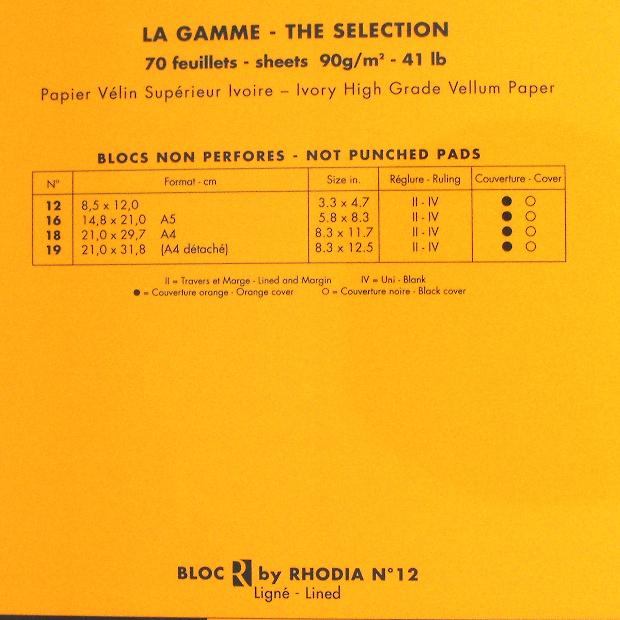 LA GAMME - THE SELECTION
70 feuillets - sheets 90g/m² - 41 lb
Papier Vélin Supérieur Ivoire – Ivory High Grade Vellum Paper
BLOCS NON PERFORES - NOT PUNCHED PADS
N° Format - cm Size in. Réglure - Ruling Couverture - Cover
12 8,5 x 12,0 3.3 x 4.7 II - IV ● ○
16 14,8 x 21,0 A5 5.8 x 8.3 II - IV ● ○
18 21,0 x 29,7 A4 8.3 x 11.7 II - IV ● ○
19 21,0 x 31,8 (A4 détaché) 8.3 x 12.5 II - IV ● ○
II = Travers et Marge - Lined and Margin IV = Uni - Blank
● = Couverture orange - Orange cover ○ = Couverture noire - Black cover
BLOC R by RHODIA N°12
Ligné - Lined